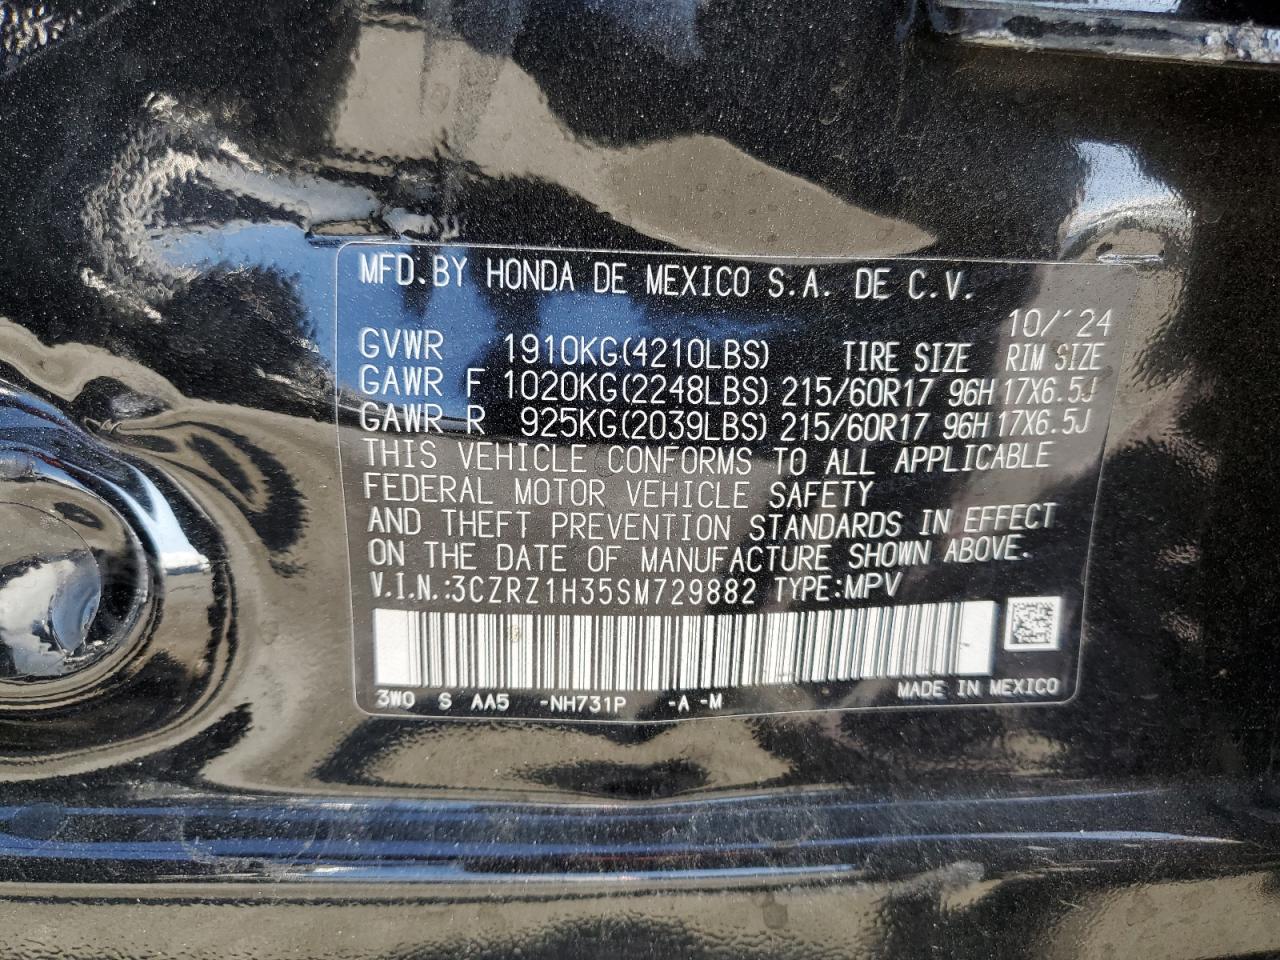 MFD.BY HONDA DE MEXICO S.A. DE C.V.
10/´24
GVWR 1910KG(4210LBS) TIRE SIZE RIM SIZE
GAWR F 1020KG(2248LBS) 215/60R17 96H 17X6.5J
GAWR R 925KG(2039LBS) 215/60R17 96H 17X6.5J
THIS VEHICLE CONFORMS TO ALL APPLICABLE
FEDERAL MOTOR VEHICLE SAFETY
AND THEFT PREVENTION STANDARDS IN EFFECT
ON THE DATE OF MANUFACTURE SHOWN ABOVE.
V.I.N.:3CZRZ1H35SM729882 TYPE:MPV
3W0 S AA5 -NH731P -A -M MADE IN MEXICO